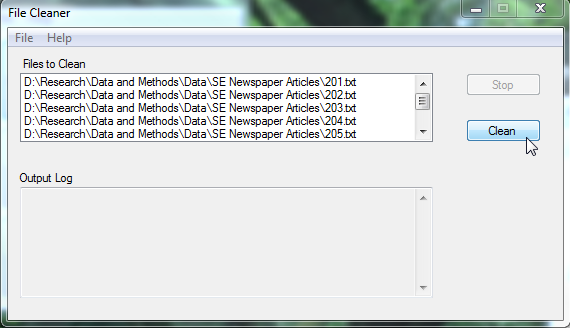 File Cleaner
File Help
Files to Clean
D:\Research\Data and Methods\Data\SE Newspaper Articles\201.txt
D:\Research\Data and Methods\Data\SE Newspaper Articles\202.txt
D:\Research\Data and Methods\Data\SE Newspaper Articles\203.txt
D:\Research\Data and Methods\Data\SE Newspaper Articles\204.txt
D:\Research\Data and Methods\Data\SE Newspaper Articles\205.txt
Stop
Clean
Output Log